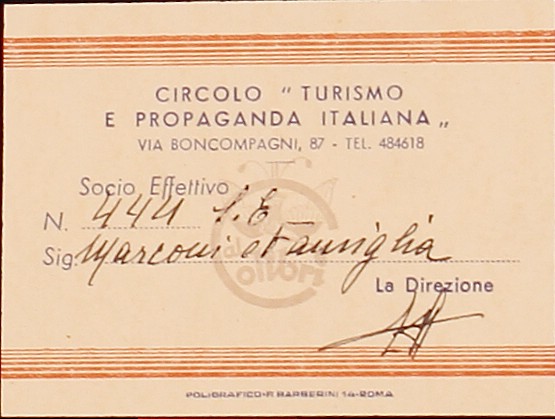 CIRCOLO " TURISMO
E PROPAGANDA ITALIANA „
VIA BONCOMPAGNI, 87 - TEL. 484618
Socio Effettivo
N. 444 S.E
Sig. Marconi e Famiglia
La Direzione
POLIGRAFICO-P. BARBERINI 14-ROMA